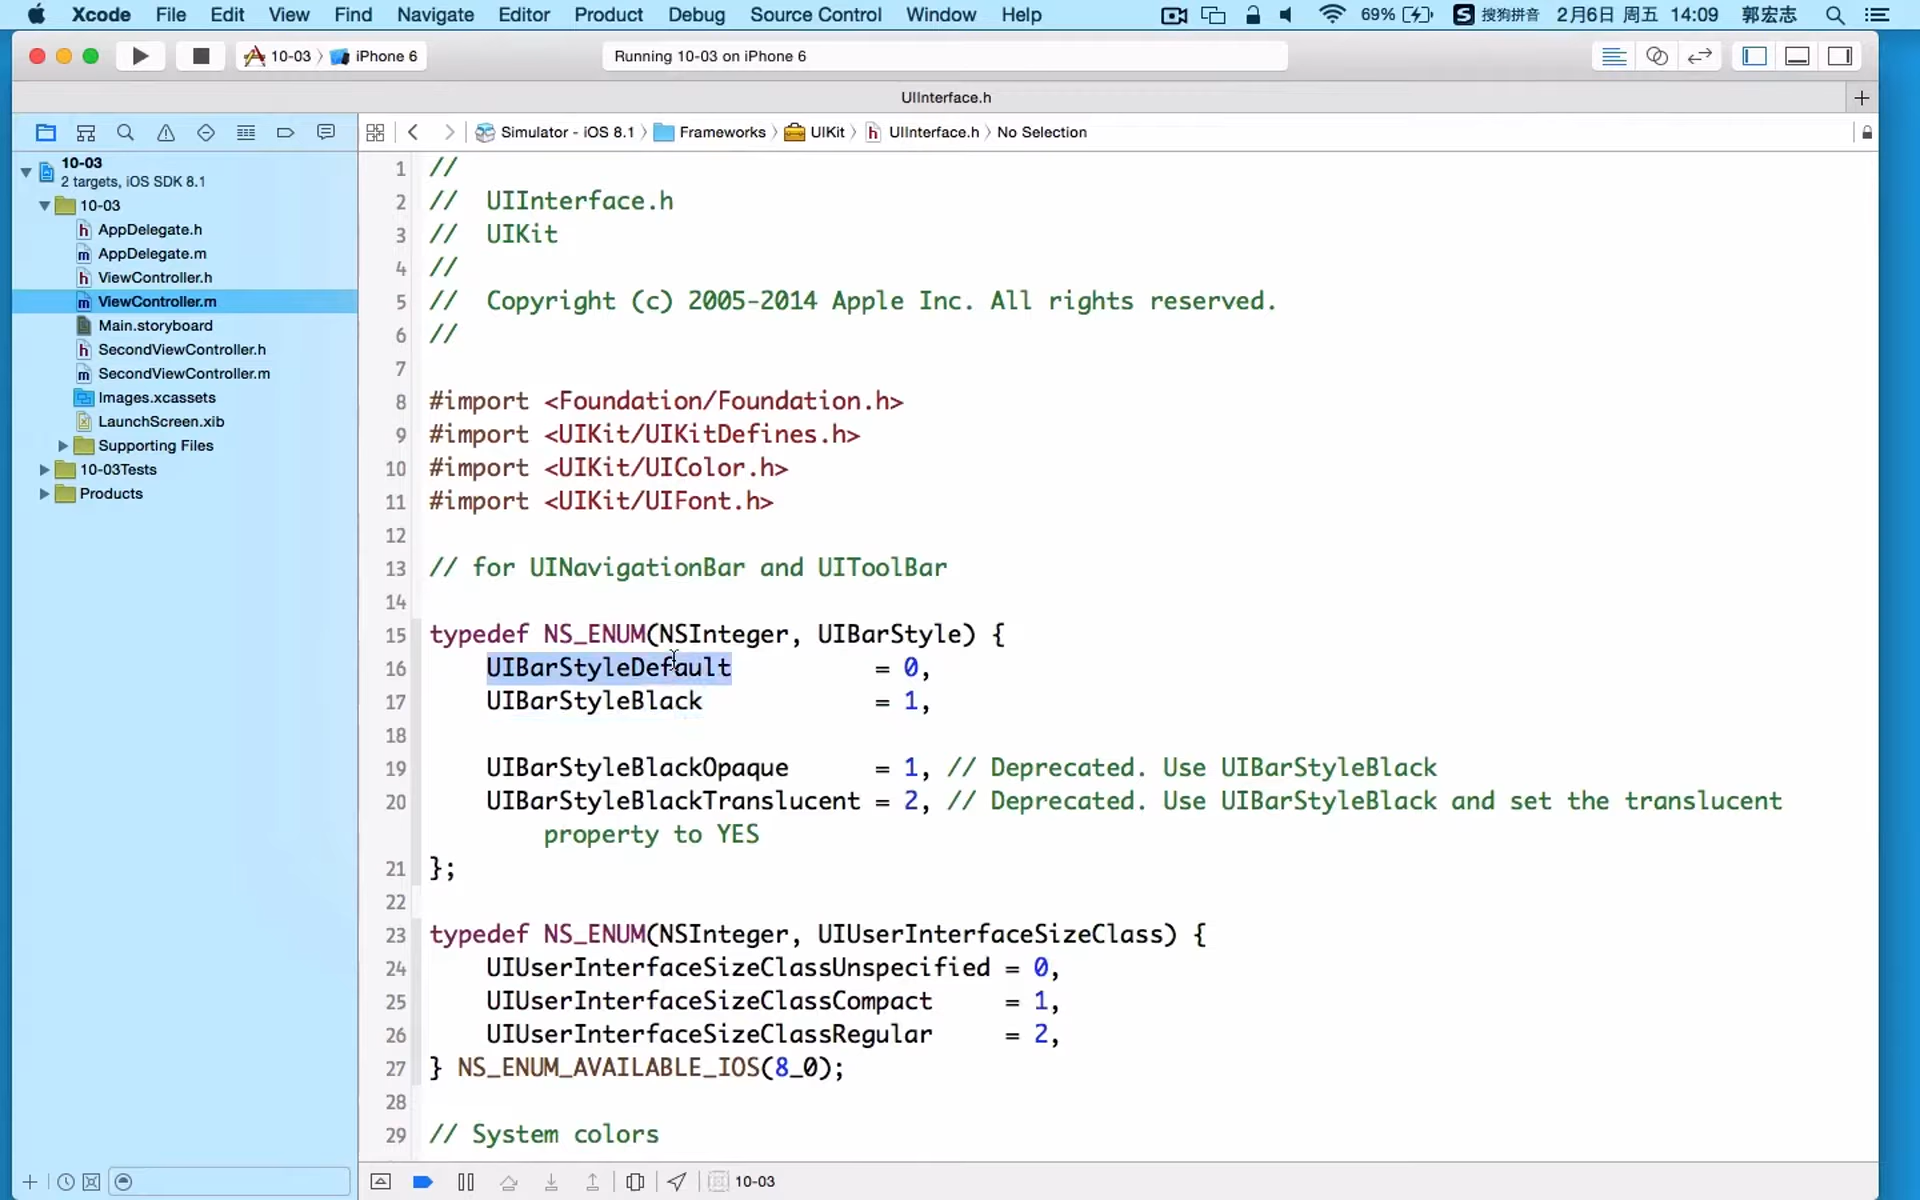 Xcode File Edit View Find Navigate Editor Product Debug Source Control Window Help 69% S 搜狗拼音 2月6日 周五 14:09 郭宏志
10-03 iPhone 6 Running 10-03 on iPhone 6
UIInterface.h
Simulator - iOS 8.1 Frameworks UIKit h UIInterface.h No Selection
10-03
2 targets, iOS SDK 8.1
10-03
h AppDelegate.h
m AppDelegate.m
h ViewController.h
m ViewController.m
Main.storyboard
h SecondViewController.h
m SecondViewController.m
Images.xcassets
LaunchScreen.xib
Supporting Files
10-03Tests
Products
1 //
2 //  UIInterface.h
3 //  UIKit
4 //
5 //  Copyright (c) 2005-2014 Apple Inc. All rights reserved.
6 //
7
8 #import <Foundation/Foundation.h>
9 #import <UIKit/UIKitDefines.h>
10 #import <UIKit/UIColor.h>
11 #import <UIKit/UIFont.h>
12
13 // for UINavigationBar and UIToolBar
14
15 typedef NS_ENUM(NSInteger, UIBarStyle) {
16     UIBarStyleDefault          = 0,
17     UIBarStyleBlack            = 1,
18
19     UIBarStyleBlackOpaque      = 1, // Deprecated. Use UIBarStyleBlack
20     UIBarStyleBlackTranslucent = 2, // Deprecated. Use UIBarStyleBlack and set the translucent
property to YES
21 };
22
23 typedef NS_ENUM(NSInteger, UIUserInterfaceSizeClass) {
24     UIUserInterfaceSizeClassUnspecified = 0,
25     UIUserInterfaceSizeClassCompact     = 1,
26     UIUserInterfaceSizeClassRegular     = 2,
27 } NS_ENUM_AVAILABLE_IOS(8_0);
28
29 // System colors
10-03